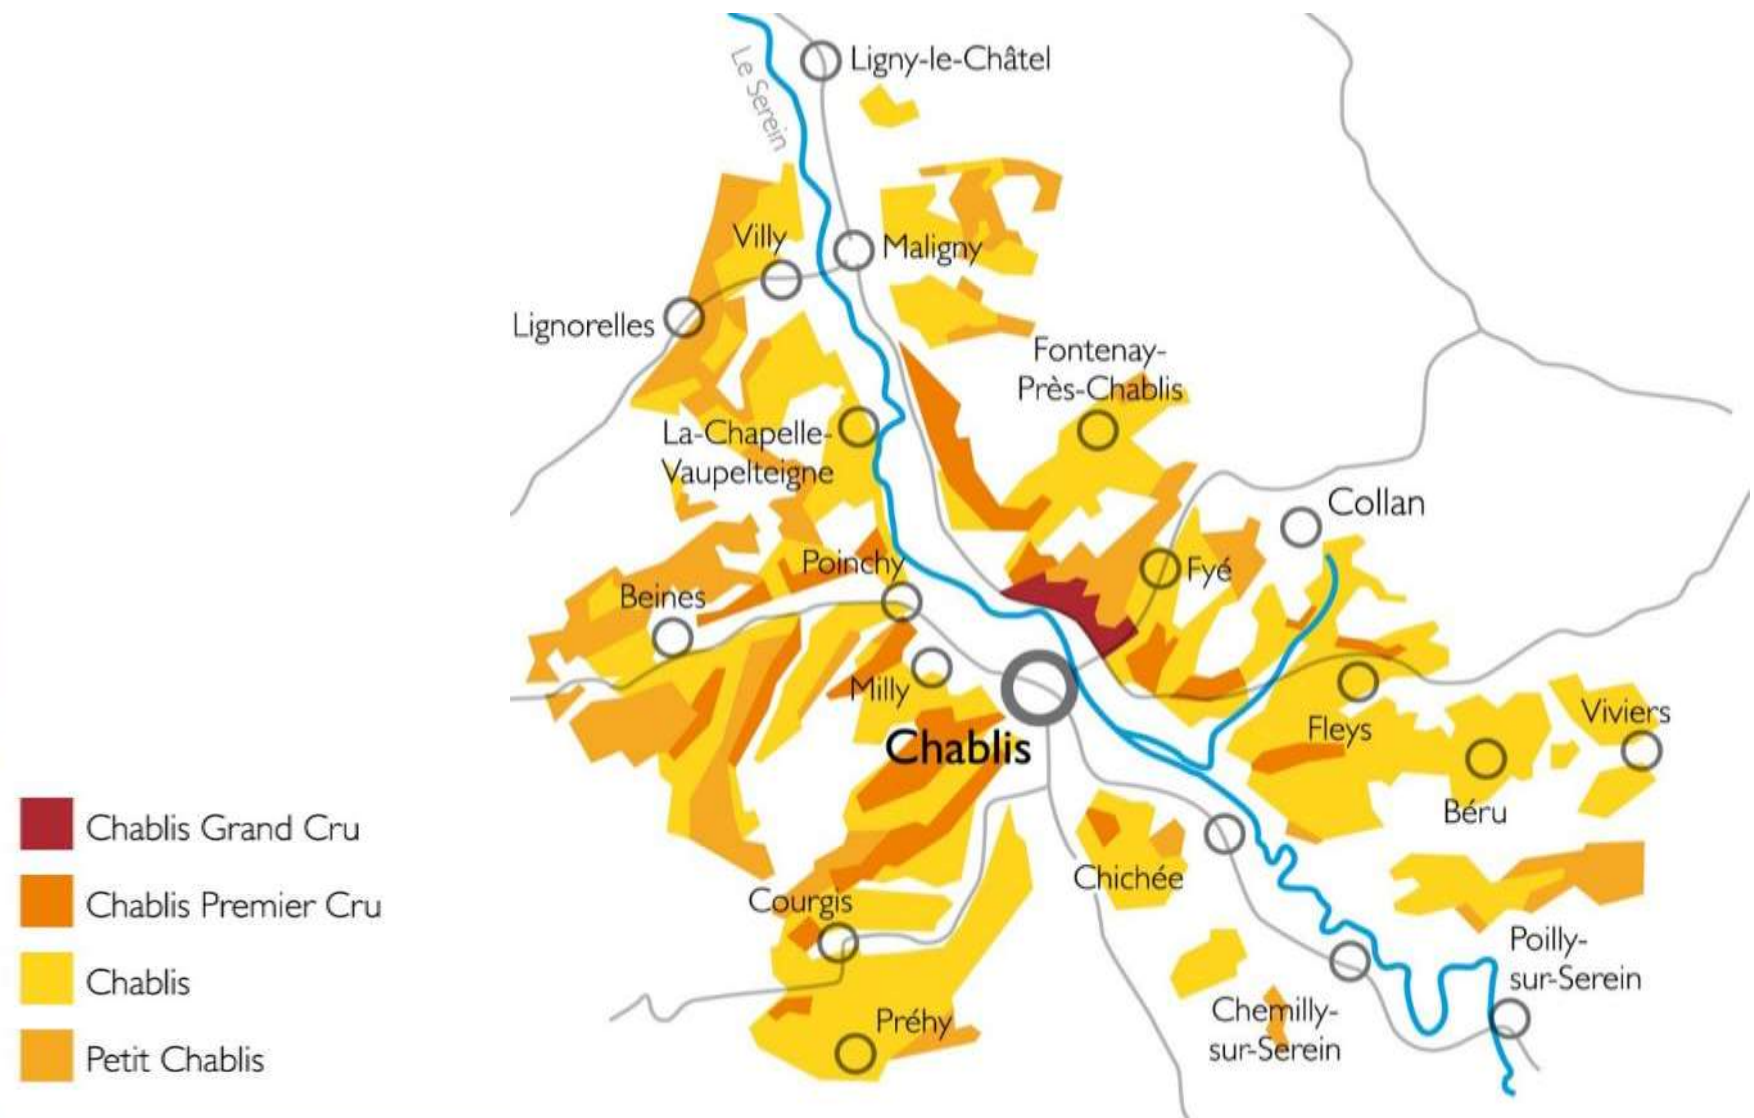 Le Serein
Ligny-le-Châtel
Villy
Maligny
Lignorelles
Fontenay-
Près-Chablis
La-Chapelle-
Vaupelteigne
Collan
Poinchy
Fyé
Beines
Milly
Chablis
Fleys
Viviers
Béru
Chichée
Courgis
Poilly-
sur-Serein
Chemilly-
sur-Serein
Préhy
Chablis Grand Cru
Chablis Premier Cru
Chablis
Petit Chablis